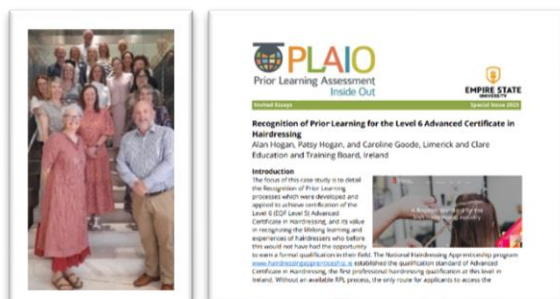 PLAIO
Prior Learning Assessment
Inside Out
EMPIRE STATE
UNIVERSITY
Invited Essays
Special Issue 2023
Recognition of Prior Learning for the Level 6 Advanced Certificate in
Hairdressing
Alan Hogan, Patsy Hogan, and Caroline Goode, Limerick and Clare
Education and Training Board, Ireland
Introduction
The focus of this case study is to detail
the Recognition of Prior Learning
processes which were developed and
applied to achieve certification of the
Level 6 (EQF Level 5) Advanced
Certificate in Hairdressing, and its value
in recognizing the lifelong learning and
experiences of hairdressers who before
this would not have had the opportunity
to earn a formal qualification in their field. The National Hairdressing Apprenticeship program
www.hairdressingapprenticeship.ie established the qualification standard of Advanced
Certificate in Hairdressing, the first professional hairdressing qualification at this level in
Ireland. Without an available RPL process, the only route for applicants to access the